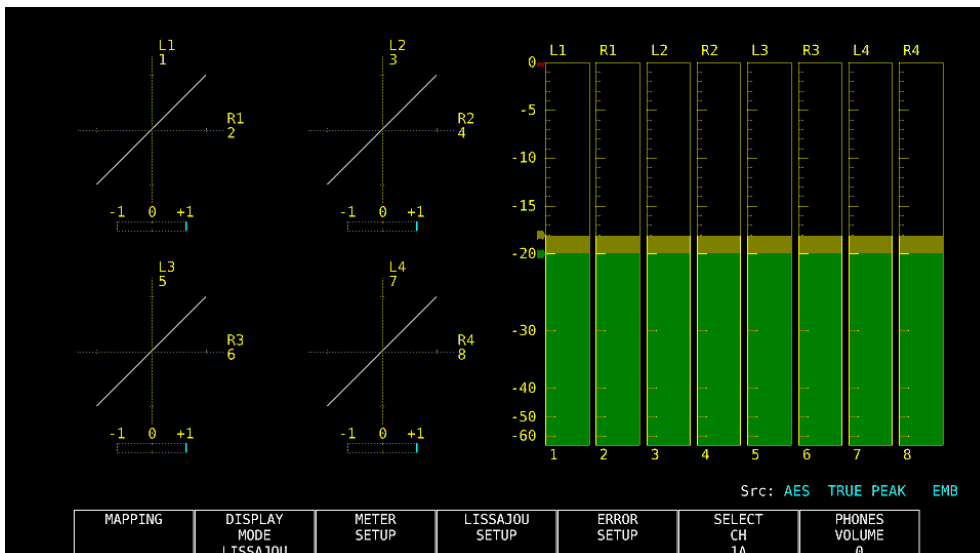 L1
1
R1
2
-1 0 +1
L2
3
R2
4
-1 0 +1
L3
5
R3
6
-1 0 +1
L4
7
R4
8
-1 0 +1
L1 R1 L2 R2 L3 R3 L4 R4
0
-5
-10
-15
-20
-30
-40
-50
-60
1 2 3 4 5 6 7 8
Src: AES TRUE PEAK EMB
MAPPING
DISPLAY
MODE
LISSAJOU
METER
SETUP
LISSAJOU
SETUP
ERROR
SETUP
SELECT
CH
1A
PHONES
VOLUME
0